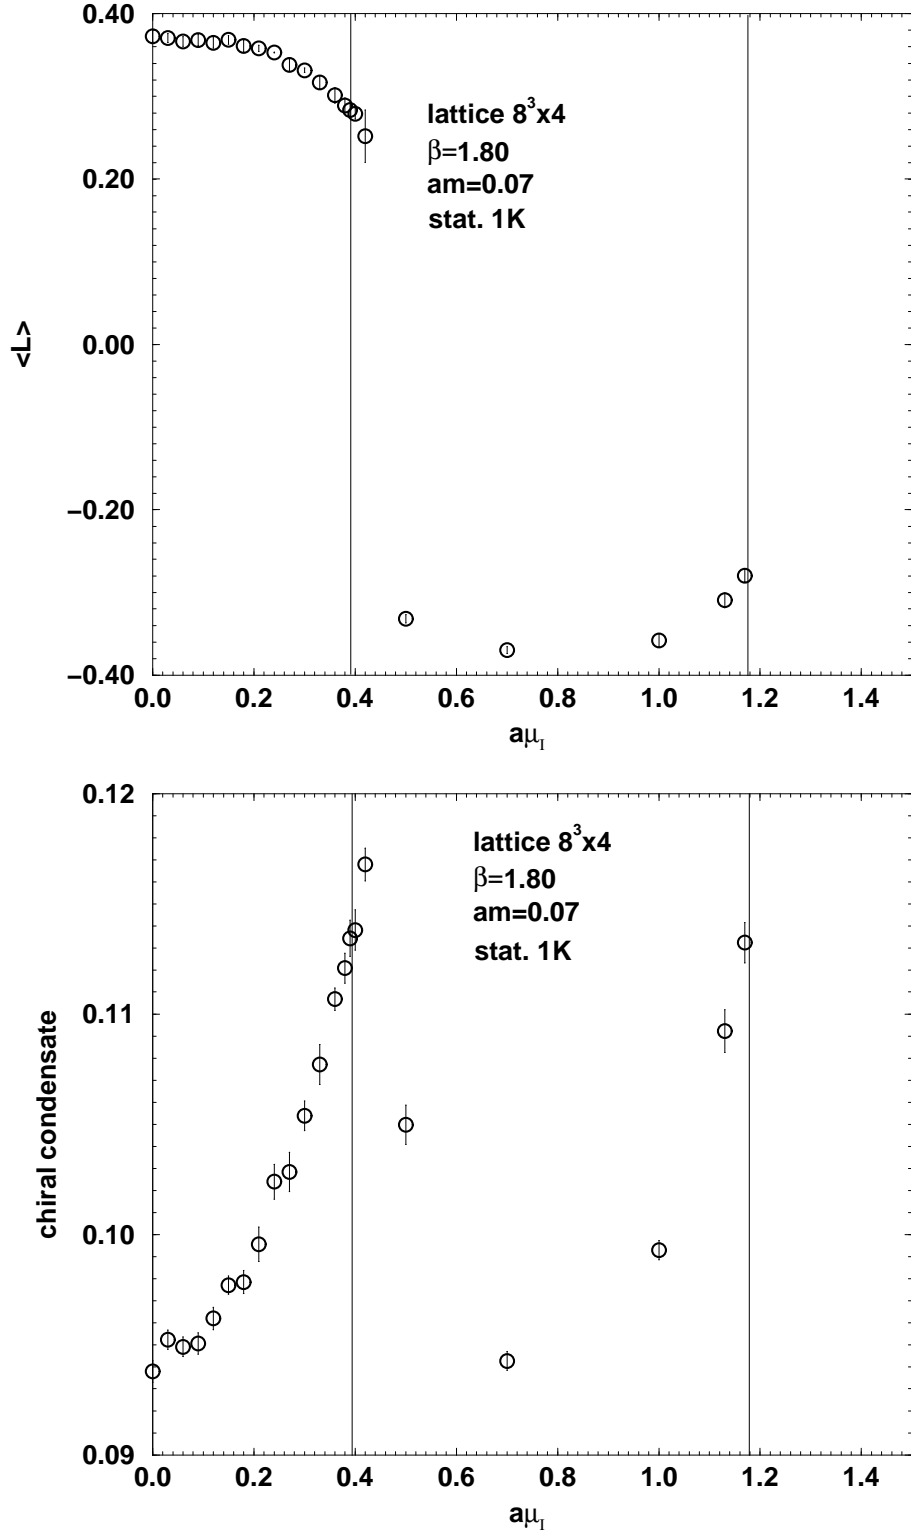 0.40
0.20
0.00
−0.20
−0.40
<L>
lattice 8³x4
β=1.80
am=0.07
stat. 1K
0.0 0.2 0.4 0.6 0.8 1.0 1.2 1.4
aμ_I
0.12
0.11
0.10
0.09
chiral condensate
lattice 8³x4
β=1.80
am=0.07
stat. 1K
0.0 0.2 0.4 0.6 0.8 1.0 1.2 1.4
aμ_I